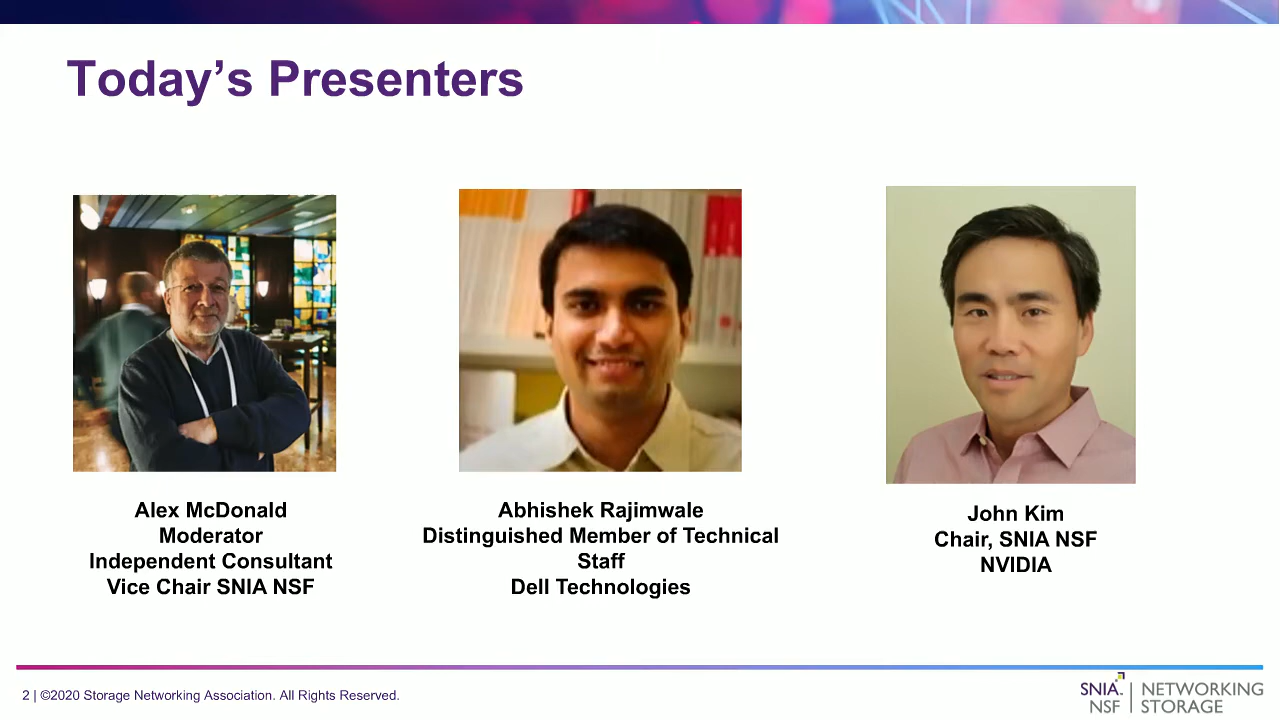 Today’s Presenters
Alex McDonald
Moderator
Independent Consultant
Vice Chair SNIA NSF
Abhishek Rajimwale
Distinguished Member of Technical
Staff
Dell Technologies
John Kim
Chair, SNIA NSF
NVIDIA
2 | ©2020 Storage Networking Association. All Rights Reserved.
SNIA. | NETWORKING
NSF | STORAGE